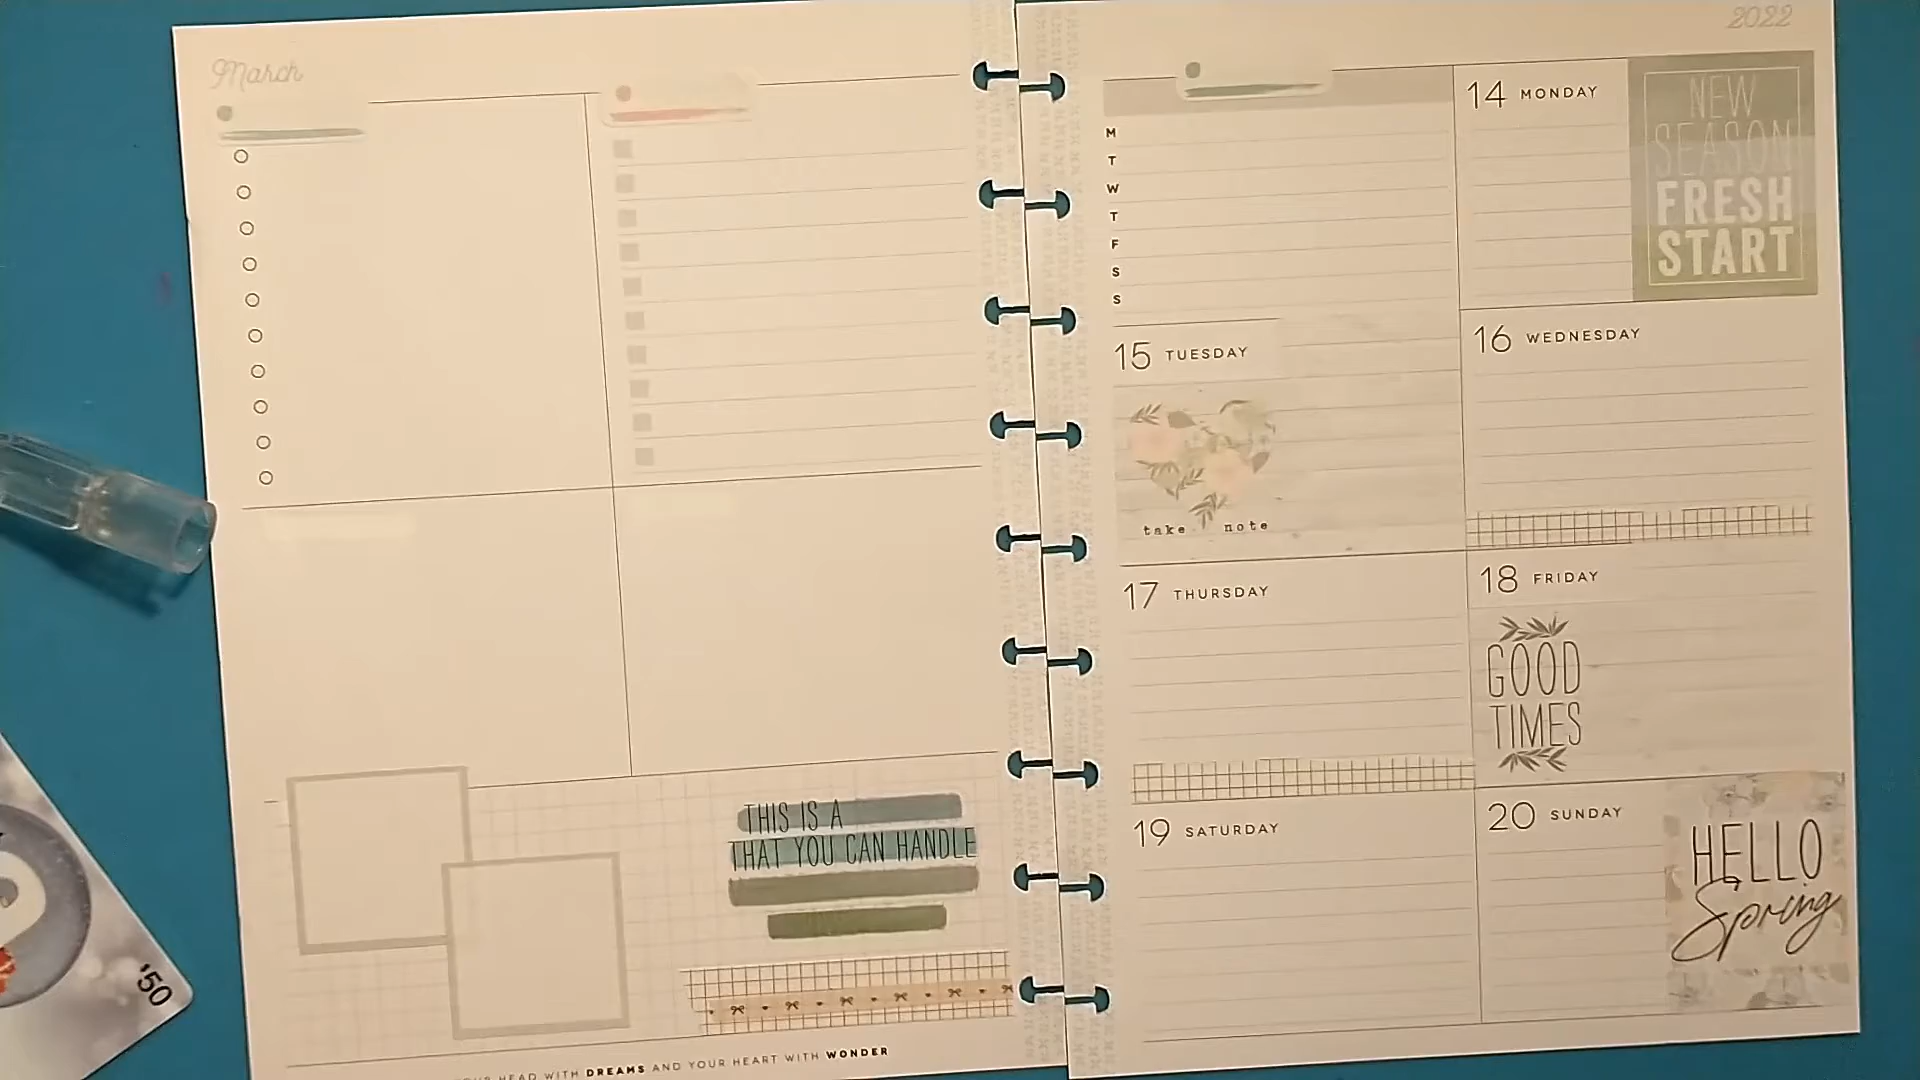 March
2022
M
T
W
T
F
S
S
14 MONDAY
NEW
SEASON
FRESH
START
15 TUESDAY
take note
16 WEDNESDAY
17 THURSDAY
18 FRIDAY
GOOD
TIMES
19 SATURDAY
20 SUNDAY
HELLO
Spring
THIS IS A
THAT YOU CAN HANDLE
HEAD WITH DREAMS AND YOUR HEART WITH WONDER
'50